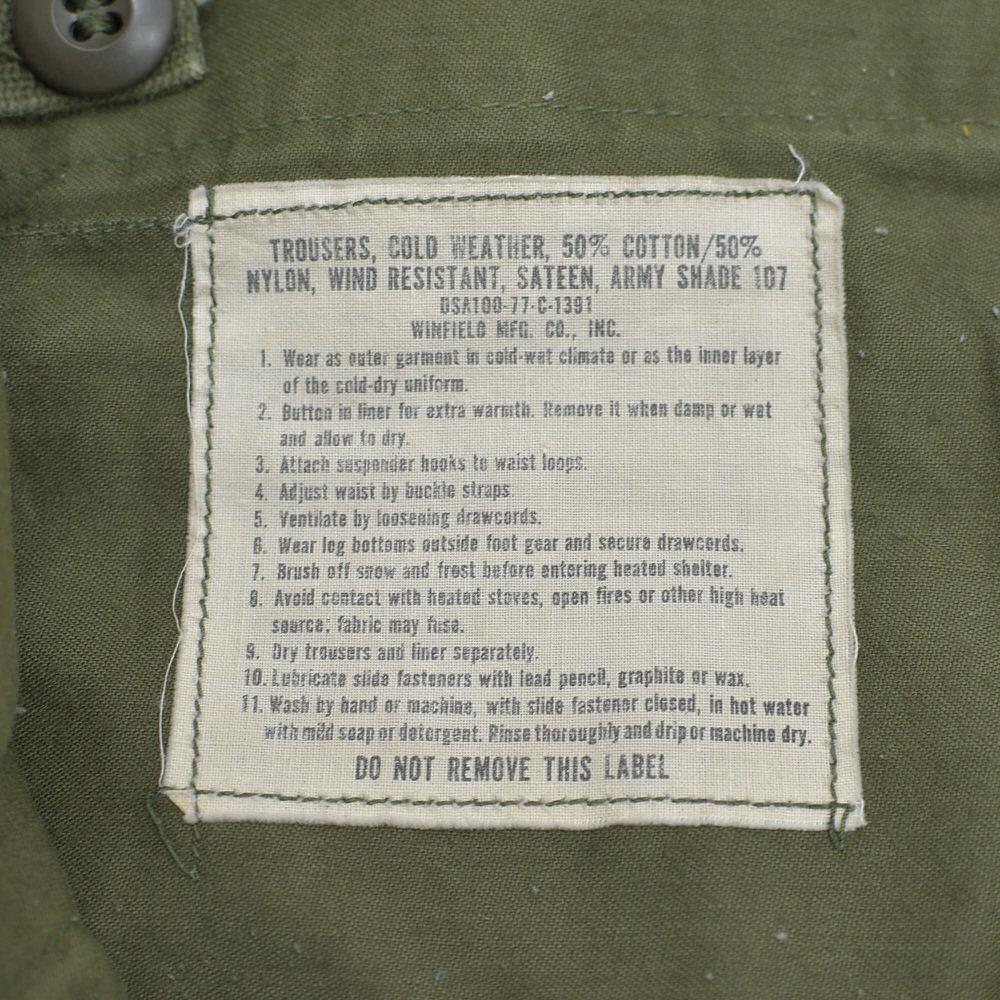 TROUSERS, COLD WEATHER, 50% COTTON/50%
NYLON, WIND RESISTANT, SATEEN, ARMY SHADE 107
DSA100-77-C-1391
WINFIELD MFG. CO., INC.
1. Wear as outer garment in cold-wet climate or as the inner layer
of the cold-dry uniform.
2. Button in liner for extra warmth. Remove it when damp or wet
and allow to dry.
3. Attach suspender hooks to waist loops.
4. Adjust waist by buckle straps
5. Ventilate by loosening drawcords.
6. Wear leg bottoms outside foot gear and secure drawcords.
7. Brush off snow and frost before entering heated shelter.
8. Avoid contact with heated stoves, open fires or other high heat
source; fabric may fuse.
9. Dry trousers and liner separately.
10. Lubricate slide fasteners with lead pencil, graphite or wax.
11. Wash by hand or machine, with slide fastener closed, in hot water
with mild soap or detergent. Rinse thoroughly and drip or machine dry.
DO NOT REMOVE THIS LABEL